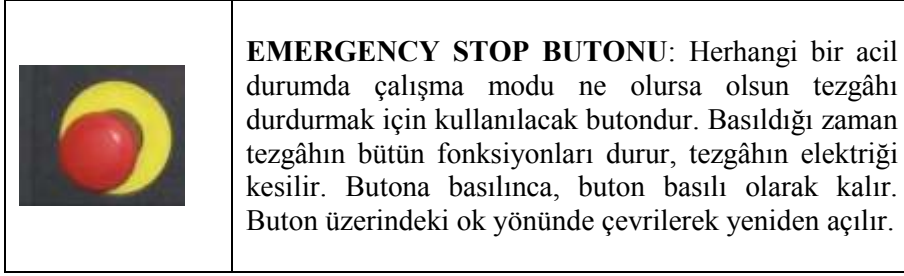 EMERGENCY STOP BUTONU: Herhangi bir acil
durumda çalışma modu ne olursa olsun tezgâhı
durdurmak için kullanılacak butondur. Basıldığı zaman
tezgâhın bütün fonksiyonları durur, tezgâhın elektriği
kesilir. Butona basılınca, buton basılı olarak kalır.
Buton üzerindeki ok yönünde çevrilerek yeniden açılır.